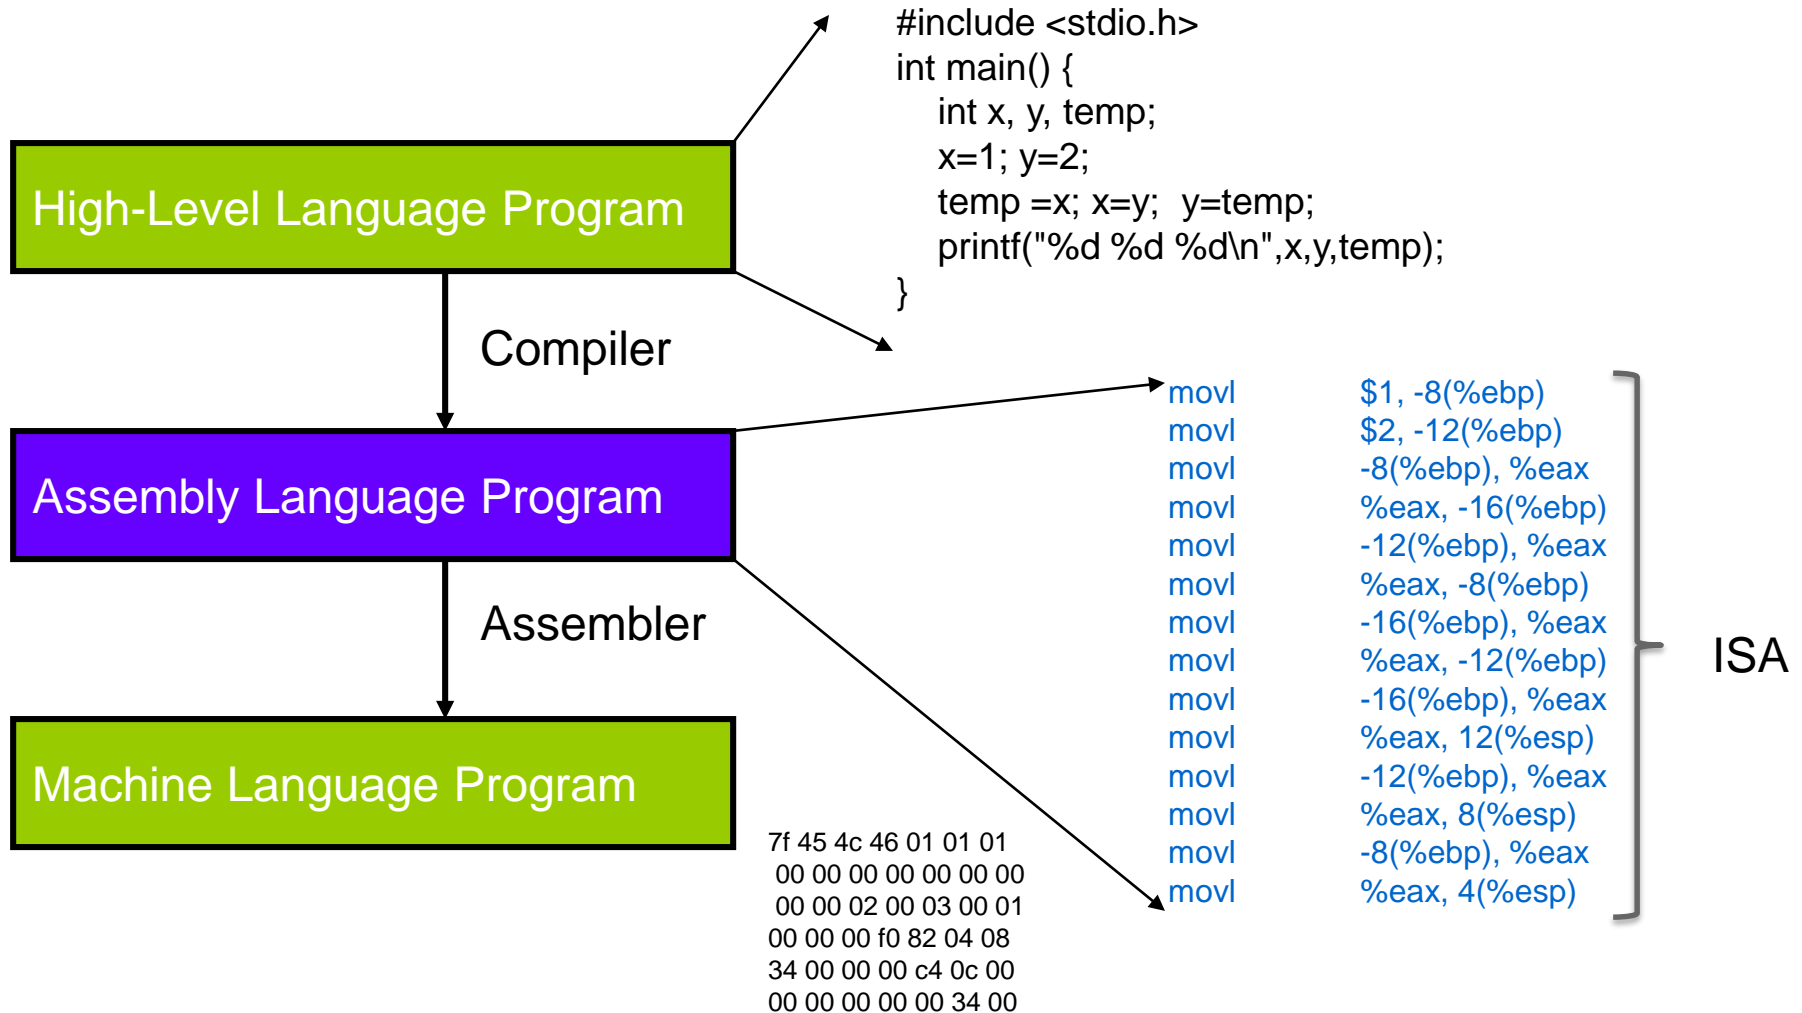 #include <stdio.h>
int main() {
int x, y, temp;
x=1; y=2;
temp =x; x=y;  y=temp;
printf("%d %d %d\n",x,y,temp);
}
High-Level Language Program
Compiler
Assembly Language Program
Assembler
Machine Language Program
movl $1, -8(%ebp)
movl $2, -12(%ebp)
movl -8(%ebp), %eax
movl %eax, -16(%ebp)
movl -12(%ebp), %eax
movl %eax, -8(%ebp)
movl -16(%ebp), %eax
movl %eax, -12(%ebp)
movl -16(%ebp), %eax
movl %eax, 12(%esp)
movl -12(%ebp), %eax
movl %eax, 8(%esp)
movl -8(%ebp), %eax
movl %eax, 4(%esp)
ISA
7f 45 4c 46 01 01 01
00 00 00 00 00 00 00
00 00 02 00 03 00 01
00 00 00 f0 82 04 08
34 00 00 00 c4 0c 00
00 00 00 00 00 34 00